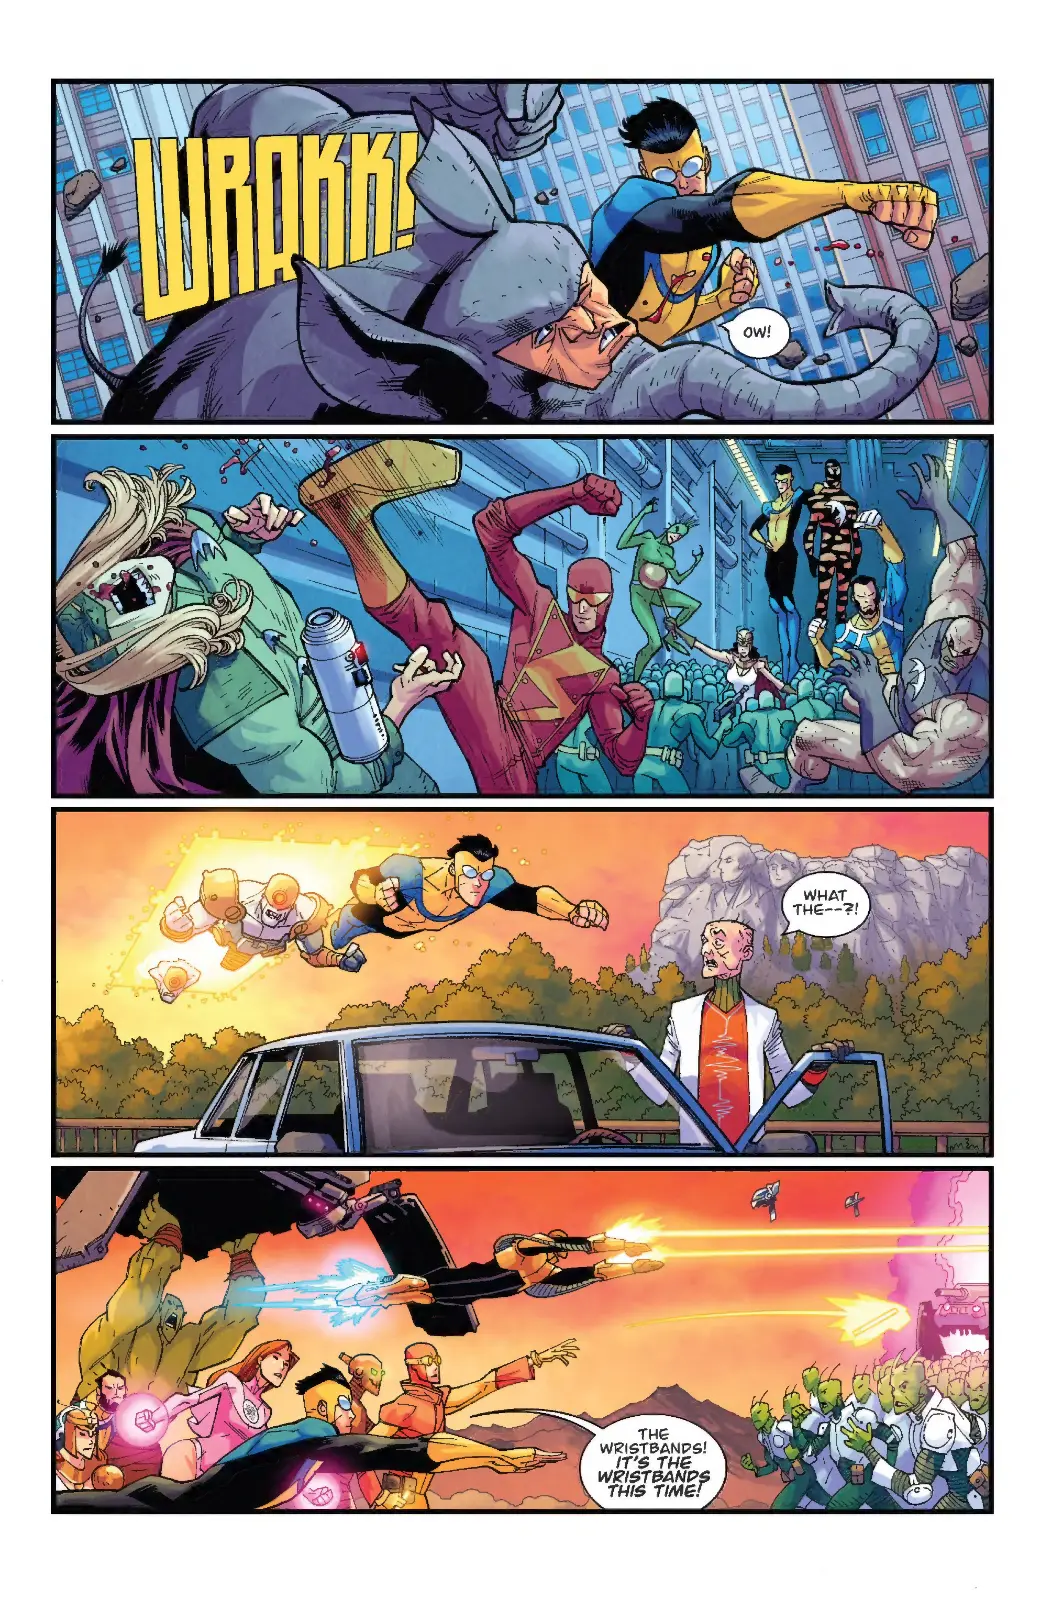 WRAKK!
OW!
WHAT
THE--?!
THE
WRISTBANDS!
IT'S THE
WRISTBANDS
THIS TIME!